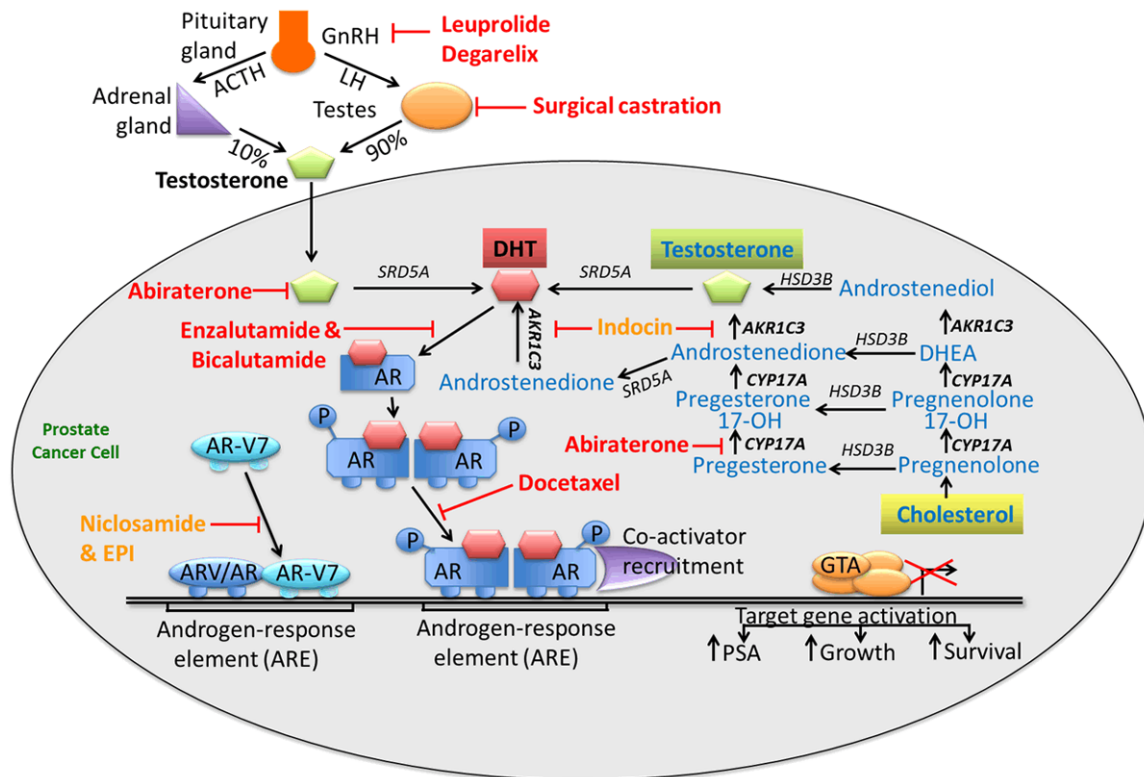 Pituitary
gland
GnRH
Leuprolide
Degarelix
ACTH
LH
Adrenal
gland
Testes
Surgical castration
10%
90%
Testosterone
DHT
Testosterone
SRD5A
SRD5A
HSD3B
Androstenediol
Abiraterone
Enzalutamide &
Bicalutamide
AKR1C3
Indocin
AKR1C3
AKR1C3
AR
Androstenedione
SRD5A
Androstenedione
HSD3B
DHEA
CYP17A
CYP17A
Pregesterone
17-OH
HSD3B
Pregnenolone
17-OH
P
P
AR
AR
Abiraterone
CYP17A
CYP17A
Pregesterone
HSD3B
Pregnenolone
Prostate
Cancer Cell
AR-V7
Docetaxel
Cholesterol
Niclosamide
& EPI
P
P
AR
AR
Co-activator
recruitment
GTA
ARV/AR
AR-V7
Androgen-response
element (ARE)
Androgen-response
element (ARE)
Target gene activation
PSA
Growth
Survival